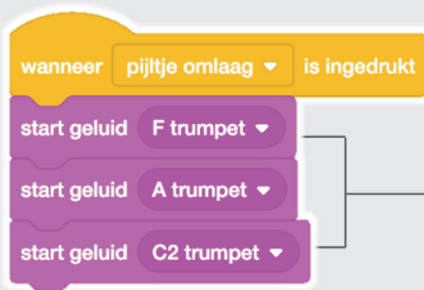 wanneer pijltje omlaag is ingedrukt
start geluid F trumpet
start geluid A trumpet
start geluid C2 trumpet